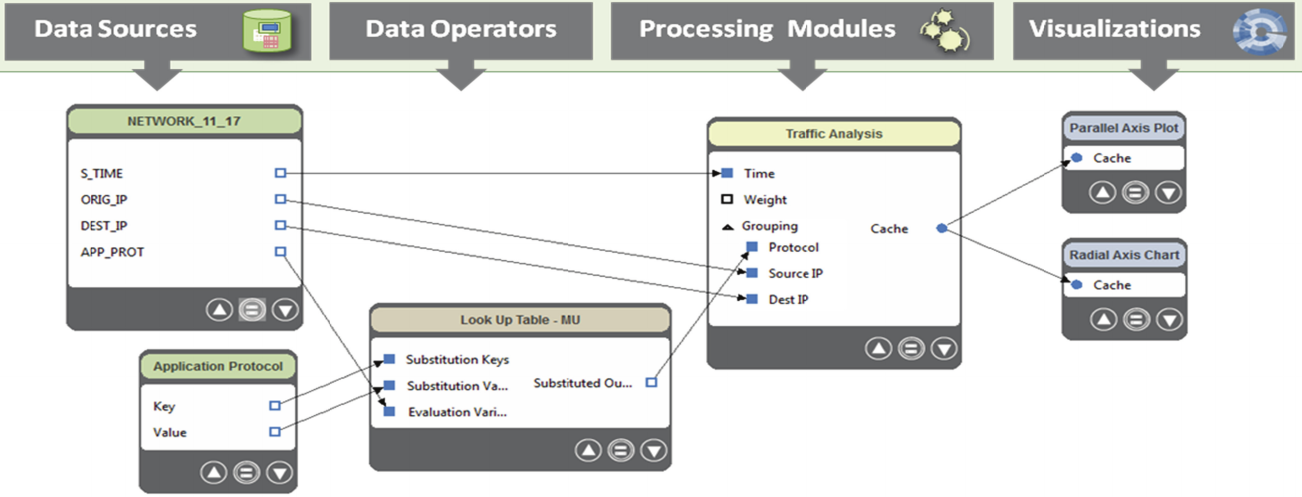 Data Sources
Data Operators
Processing Modules
Visualizations
NETWORK_11_17
S_TIME
ORIG_IP
DEST_IP
APP_PROT
Application Protocol
Key
Value
Look Up Table - MU
Substitution Keys
Substitution Va...
Evaluation Vari...
Substituted Ou...
Traffic Analysis
Time
Weight
Grouping
Protocol
Source IP
Dest IP
Cache
Parallel Axis Plot
Cache
Radial Axis Chart
Cache